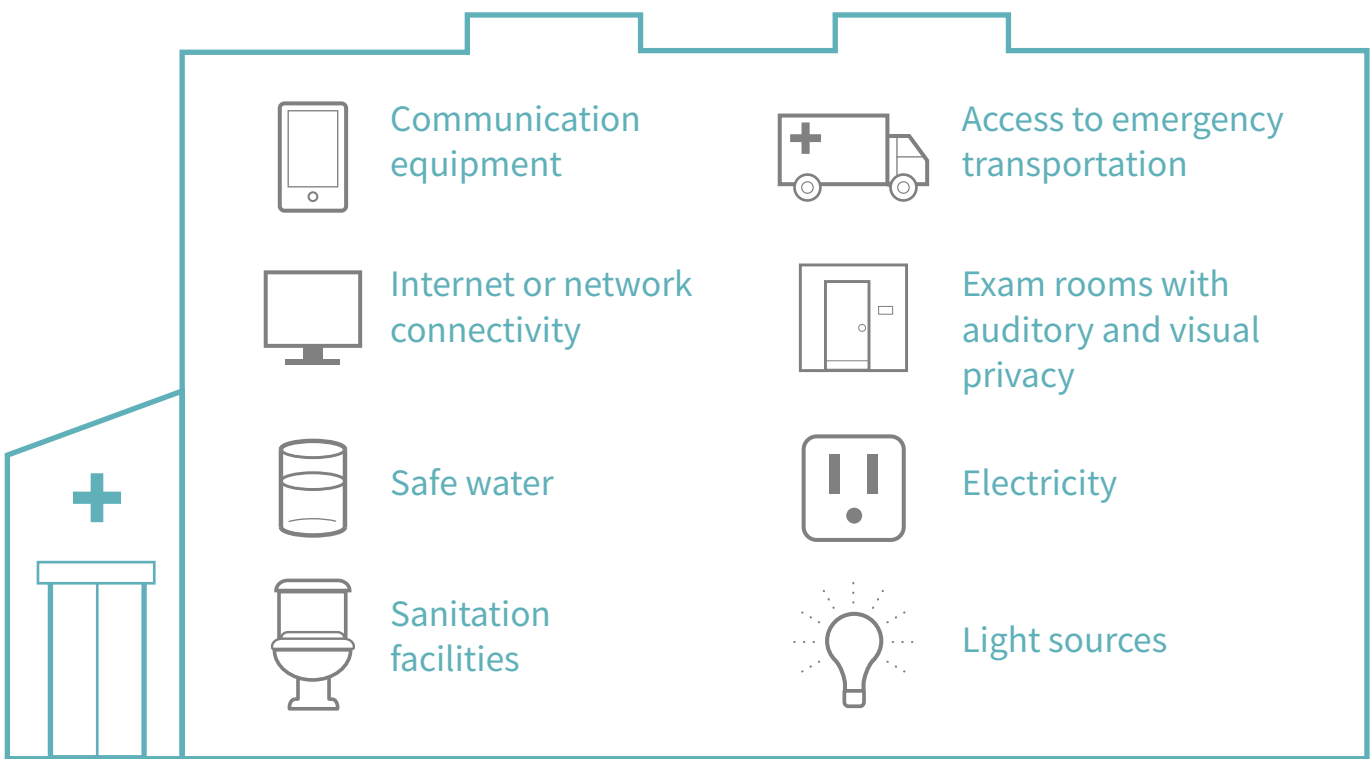 Communication
equipment
Access to emergency
transportation
Internet or network
connectivity
Exam rooms with
auditory and visual
privacy
Safe water
Electricity
Sanitation
facilities
Light sources